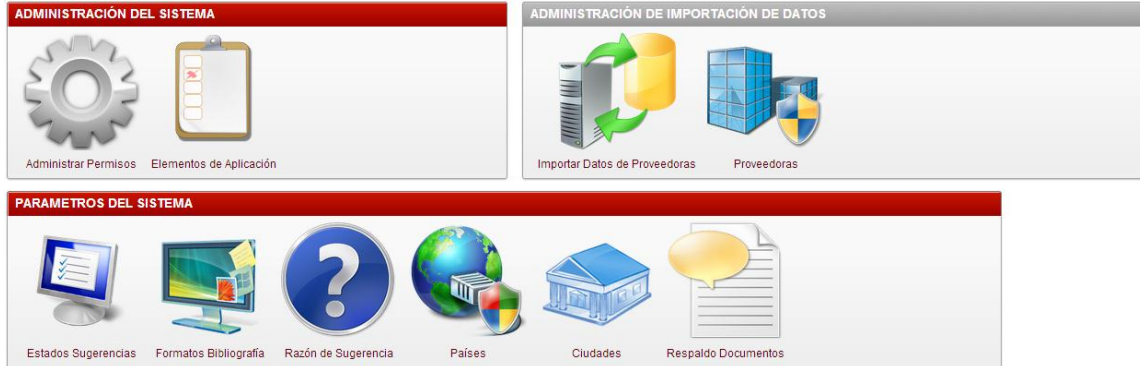 ADMINISTRACIÓN DEL SISTEMA
Administrar Permisos
Elementos de Aplicación
ADMINISTRACIÓN DE IMPORTACIÓN DE DATOS
Importar Datos de Proveedoras
Proveedoras
PARAMETROS DEL SISTEMA
Estados Sugerencias
Formatos Bibliografía
Razón de Sugerencia
Países
Ciudades
Respaldo Documentos